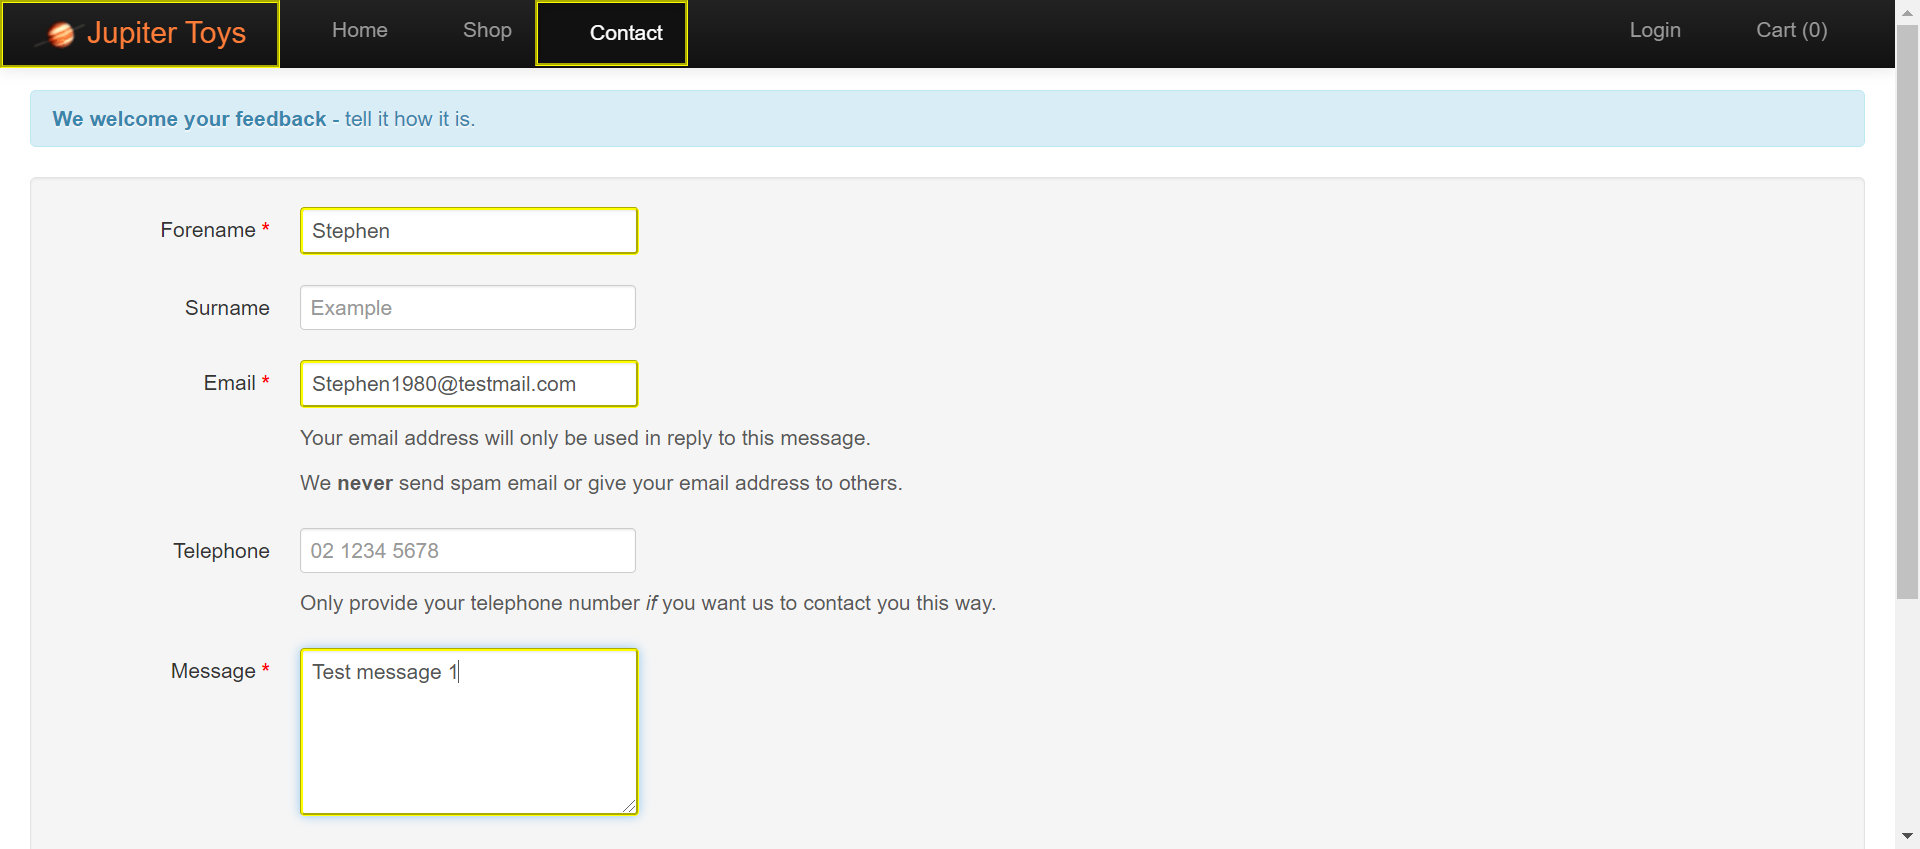 Jupiter Toys Home Shop Contact Login Cart (0)
We welcome your feedback - tell it how it is.
Forename * Stephen
Surname Example
Email * Stephen1980@testmail.com
Your email address will only be used in reply to this message.
We never send spam email or give your email address to others.
Telephone 02 1234 5678
Only provide your telephone number if you want us to contact you this way.
Message * Test message 1